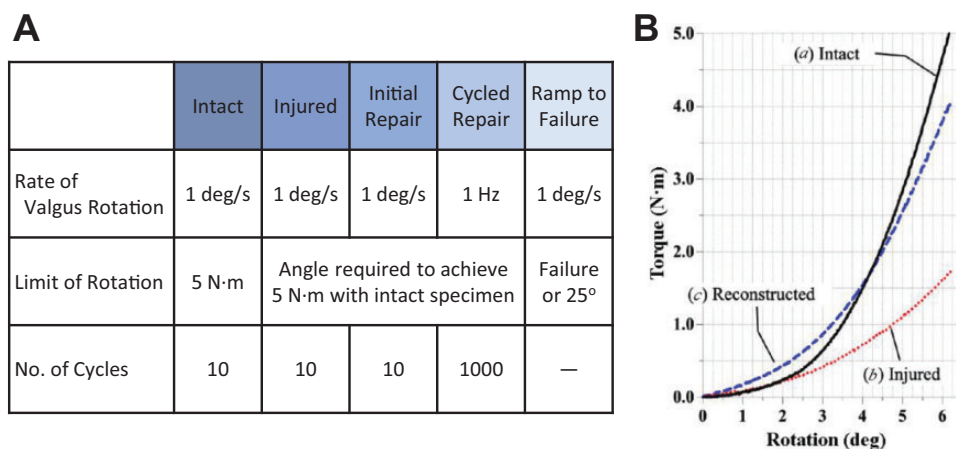 A
Intact
Injured
Initial
Repair
Cycled
Repair
Ramp to
Failure
Rate of
Valgus Rotation
1 deg/s
1 deg/s
1 deg/s
1 Hz
1 deg/s
Limit of Rotation
5 N·m
Angle required to achieve
5 N·m with intact specimen
Failure
or 25°
No. of Cycles
10
10
10
1000
—
B
5.0
4.0
3.0
2.0
1.0
0.0
Torque (N·m)
(a) Intact
(c) Reconstructed
(b) Injured
0 1 2 3 4 5 6
Rotation (deg)